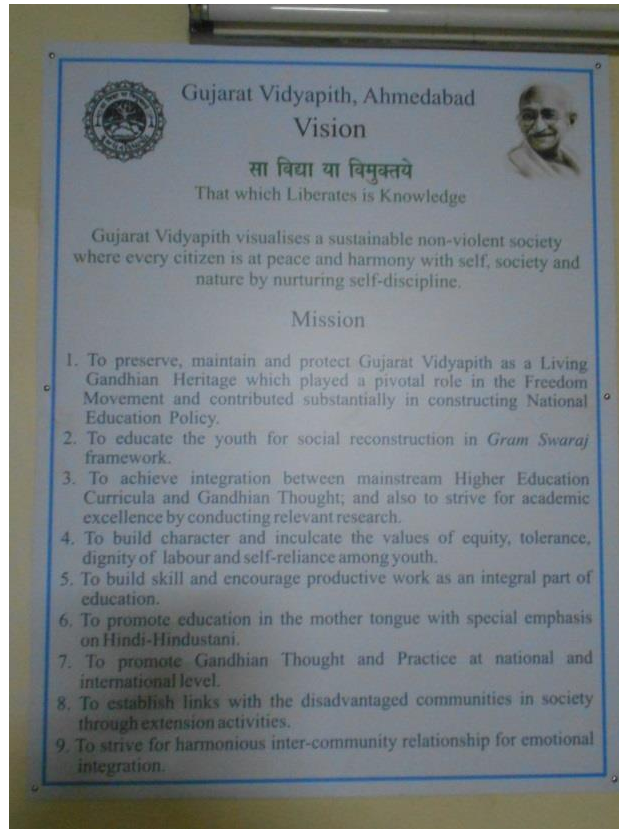 Gujarat Vidyapith, Ahmedabad
Vision
सा विद्या या विमुक्तये
That which Liberates is Knowledge
Gujarat Vidyapith visualises a sustainable non-violent society
where every citizen is at peace and harmony with self, society and
nature by nurturing self-discipline.
Mission
1. To preserve, maintain and protect Gujarat Vidyapith as a Living
Gandhian Heritage which played a pivotal role in the Freedom
Movement and contributed substantially in constructing National
Education Policy.
2. To educate the youth for social reconstruction in Gram Swaraj
framework.
3. To achieve integration between mainstream Higher Education
Curricula and Gandhian Thought; and also to strive for academic
excellence by conducting relevant research.
4. To build character and inculcate the values of equity, tolerance,
dignity of labour and self-reliance among youth.
5. To build skill and encourage productive work as an integral part of
education.
6. To promote education in the mother tongue with special emphasis
on Hindi-Hindustani.
7. To promote Gandhian Thought and Practice at national and
international level.
8. To establish links with the disadvantaged communities in society
through extension activities.
9. To strive for harmonious inter-community relationship for emotional
integration.